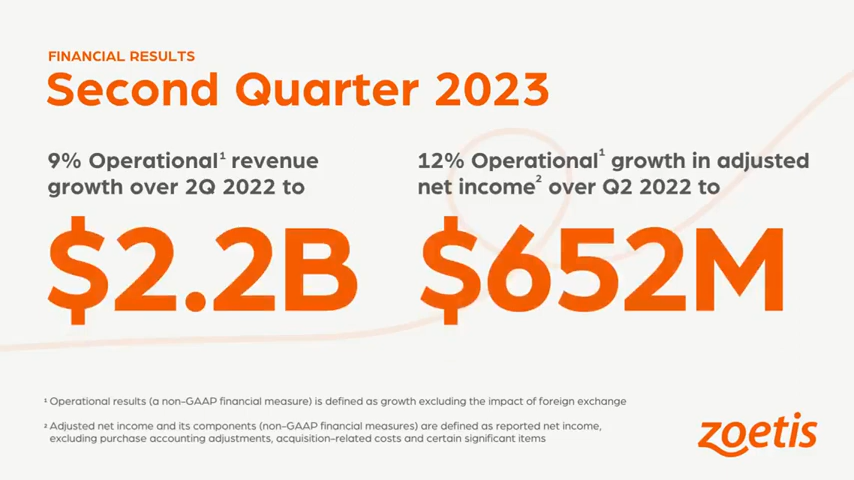 FINANCIAL RESULTS
Second Quarter 2023
9% Operational¹ revenue
growth over 2Q 2022 to
$2.2B
12% Operational¹ growth in adjusted
net income² over Q2 2022 to
$652M
¹ Operational results (a non-GAAP financial measure) is defined as growth excluding the impact of foreign exchange
² Adjusted net income and its components (non-GAAP financial measures) are defined as reported net income,
excluding purchase accounting adjustments, acquisition-related costs and certain significant items
zoetis